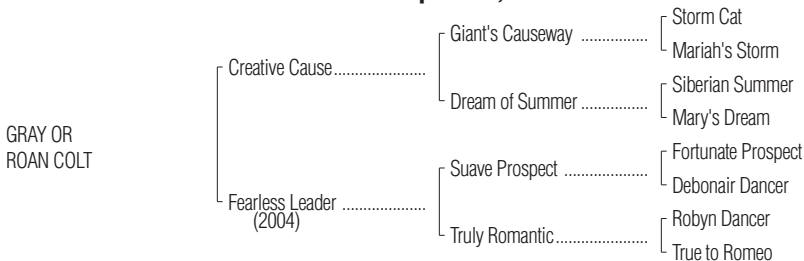 Storm Cat
Giant's Causeway ................
Mariah's Storm
Creative Cause......................
Siberian Summer
Dream of Summer ................
Mary's Dream
GRAY OR
ROAN COLT
Fortunate Prospect
Suave Prospect ....................
Debonair Dancer
Fearless Leader ....................
(2004)
Robyn Dancer
Truly Romantic......................
True to Romeo